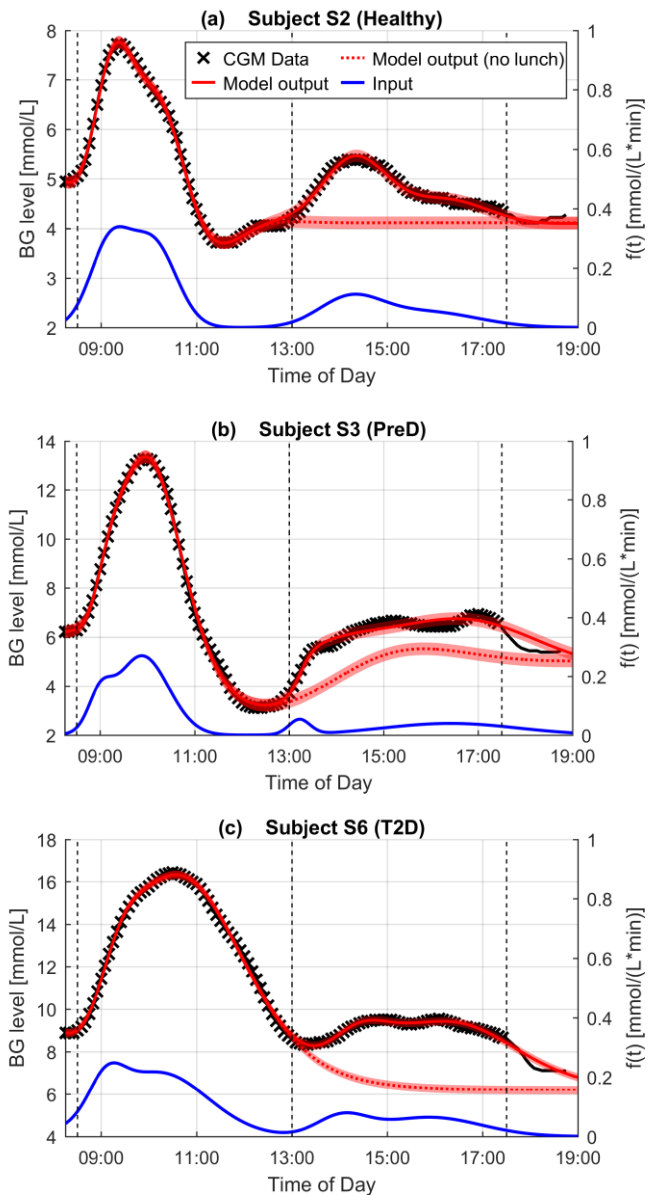 (a) Subject S2 (Healthy)
CGM Data
Model output (no lunch)
Model output
Input
BG level [mmol/L]
8
7
6
5
4
3
2
f(t) [mmol/(L*min)]
1
0.8
0.6
0.4
0.2
0
09:00 11:00 13:00 15:00 17:00 19:00
Time of Day
(b) Subject S3 (PreD)
BG level [mmol/L]
14
12
10
8
6
4
2
f(t) [mmol/(L*min)]
1
0.8
0.6
0.4
0.2
0
09:00 11:00 13:00 15:00 17:00 19:00
Time of Day
(c) Subject S6 (T2D)
BG level [mmol/L]
18
16
14
12
10
8
6
4
f(t) [mmol/(L*min)]
1
0.8
0.6
0.4
0.2
0
09:00 11:00 13:00 15:00 17:00 19:00
Time of Day